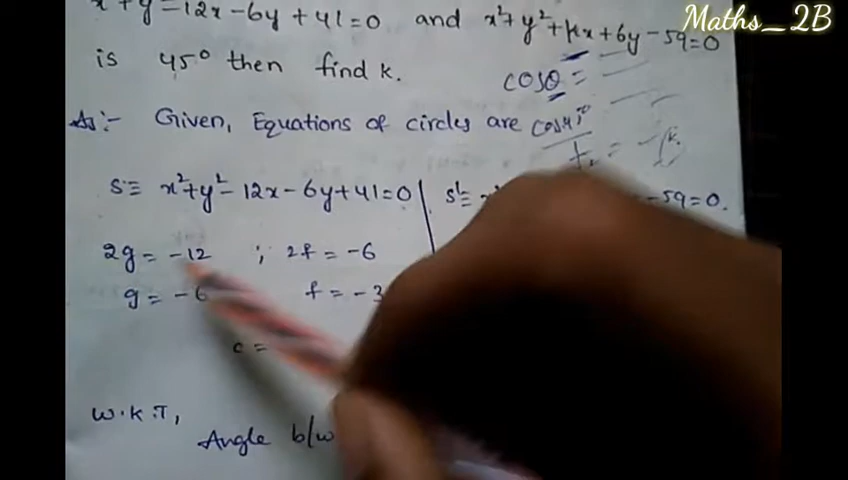 Maths_2B
x²+y²-12x-6y+41=0 and x²+y²+kx+6y-59=0
is 45° then find k.
cosθ =
As:- Given, Equations of circles are cos45°
S≡ x²+y²-12x-6y+41=0 S'≡ -59=0.
2g = -12 ; 2f = -6
g = -6 f = -3
c =
W.K.T,
Angle b/w